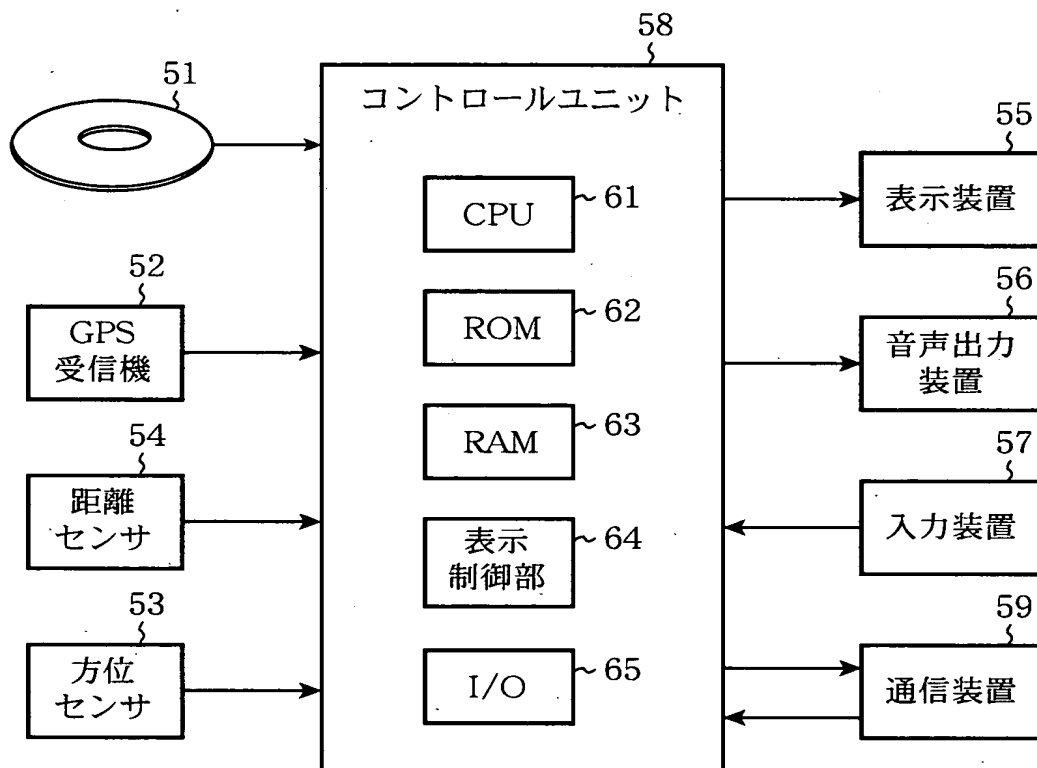 58
51
コントロールユニット
55
61
CPU
表示装置
52
56
GPS
受信機
62
ROM
音声出力
装置
54
63
57
RAM
距離
センサ
入力装置
64
表示
制御部
53
59
方位
センサ
65
I/O
通信装置